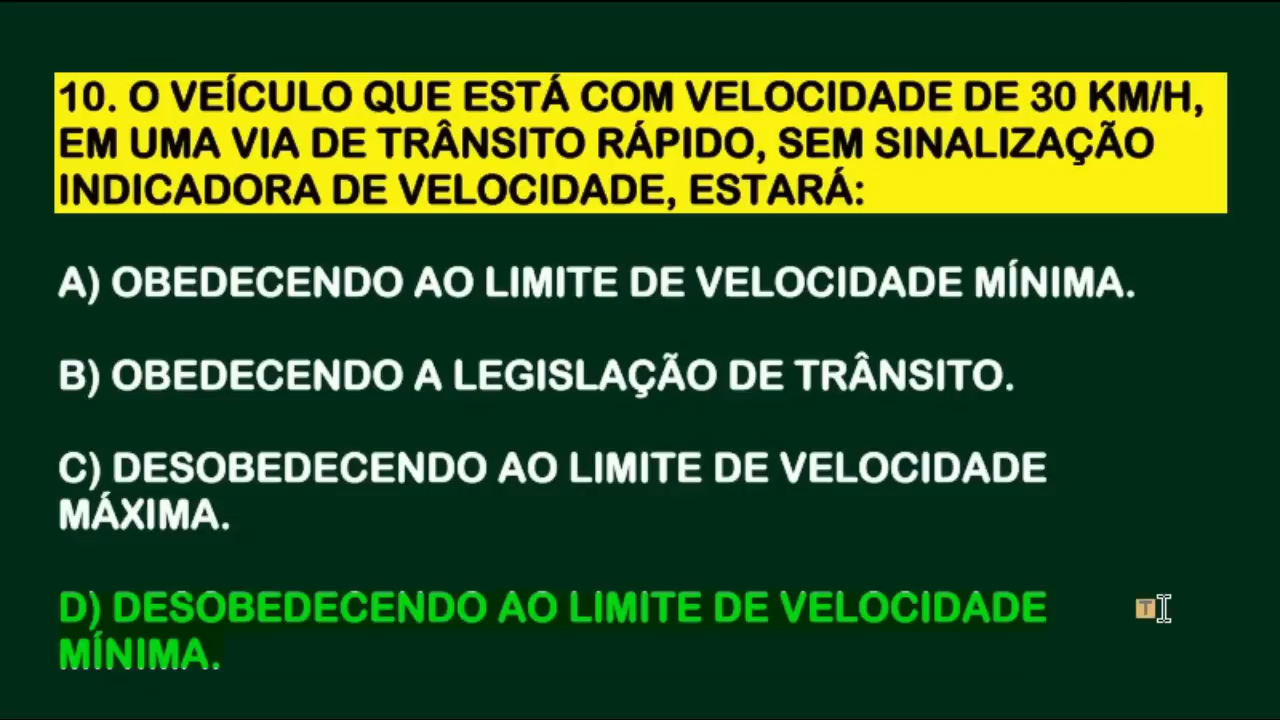 10. O VEÍCULO QUE ESTÁ COM VELOCIDADE DE 30 KM/H,
EM UMA VIA DE TRÂNSITO RÁPIDO, SEM SINALIZAÇÃO
INDICADORA DE VELOCIDADE, ESTARÁ:
A) OBEDECENDO AO LIMITE DE VELOCIDADE MÍNIMA.
B) OBEDECENDO A LEGISLAÇÃO DE TRÂNSITO.
C) DESOBEDECENDO AO LIMITE DE VELOCIDADE
MÁXIMA.
D) DESOBEDECENDO AO LIMITE DE VELOCIDADE
MÍNIMA.